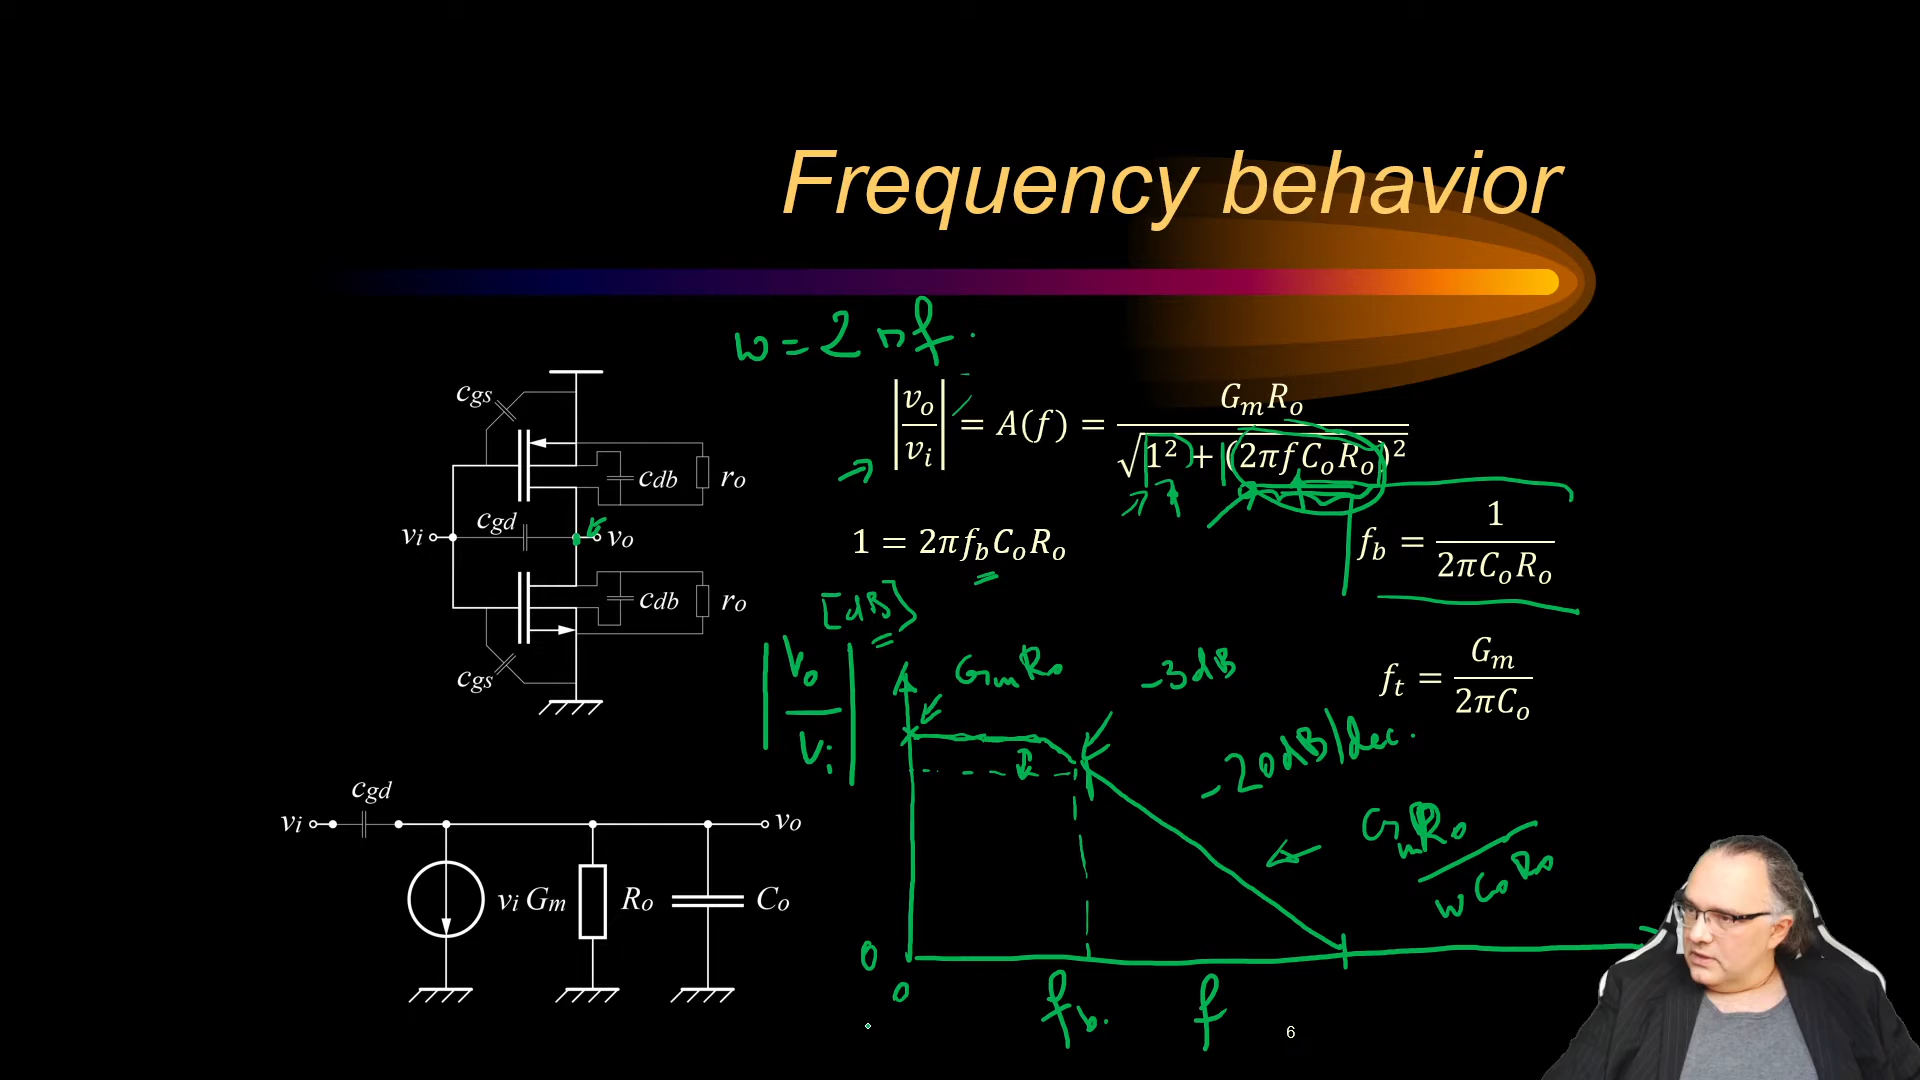 Frequency behavior
w = 2πf.
|vo/vi| = A(f) = GmRo / √(1² + (2πfCoRo)²)
1 = 2πfbCoRo
fb = 1 / (2πCoRo)
ft = Gm / (2πCo)
cgs
cdb
ro
cgd
vi
vo
cdb
ro
cgs
[dB]
|Vo/Vi|
GmRo
-3dB
-20dB/dec.
GmRo / wCoRo
0
0
fb.
f
cgd
vi
vo
vi Gm
Ro
Co
6